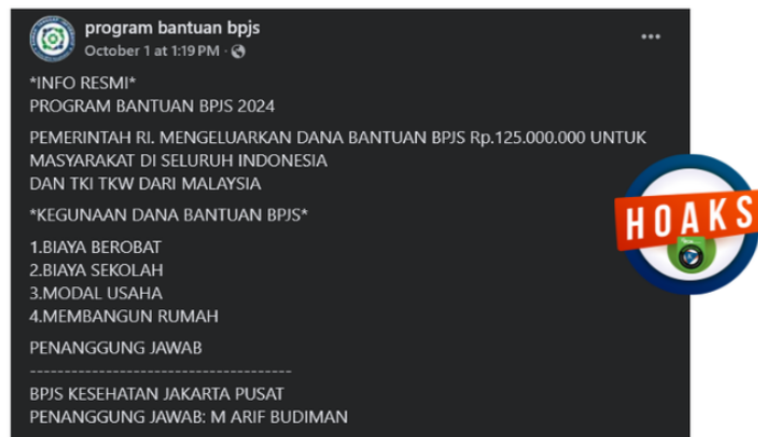 program bantuan bpjs
October 1 at 1:19 PM ·
*INFO RESMI*
PROGRAM BANTUAN BPJS 2024
PEMERINTAH RI. MENGELUARKAN DANA BANTUAN BPJS Rp.125.000.000 UNTUK
MASYARAKAT DI SELURUH INDONESIA
DAN TKI TKW DARI MALAYSIA
*KEGUNAAN DANA BANTUAN BPJS*
1.BIAYA BEROBAT
2.BIAYA SEKOLAH
3.MODAL USAHA
4.MEMBANGUN RUMAH
PENANGGUNG JAWAB
--------------------------------------
BPJS KESEHATAN JAKARTA PUSAT
PENANGGUNG JAWAB: M ARIF BUDIMAN
HOAKS